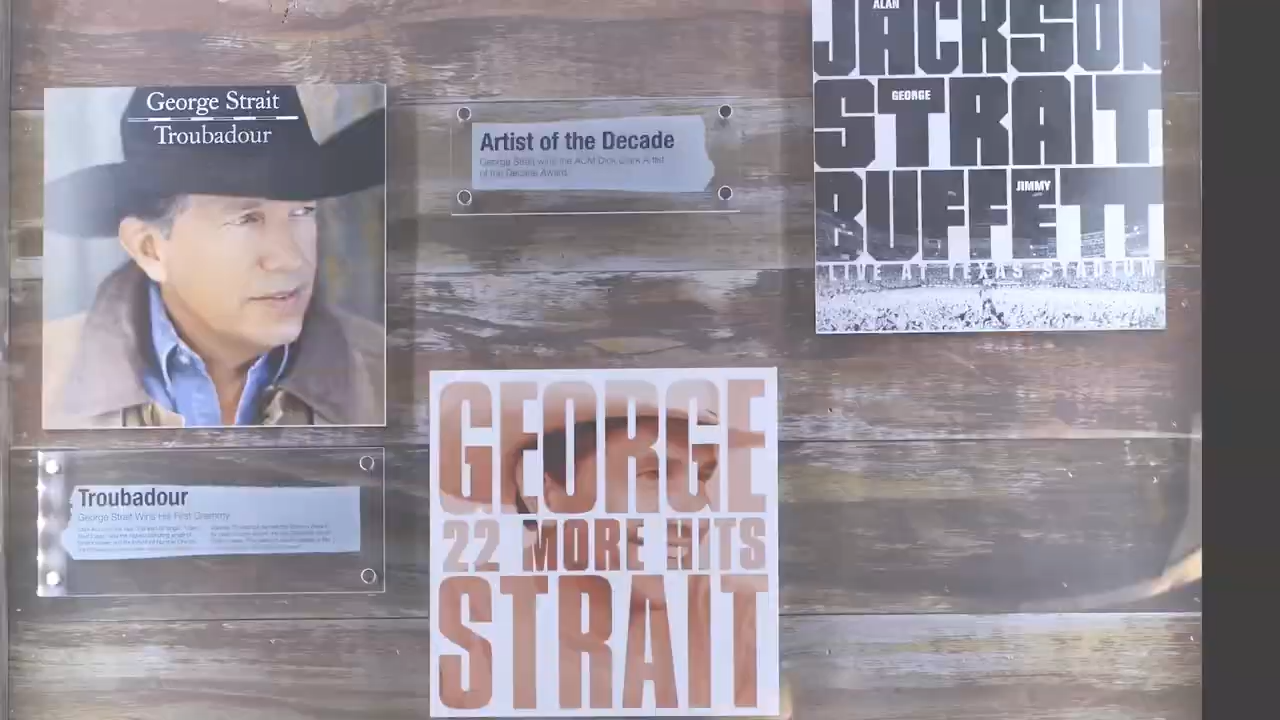 George Strait
Troubadour
Troubadour
George Strait Wins His First Grammy
Artist of the Decade
George Strait wins the ACM Dick Clark Artist
of the Decade Award.
GEORGE
22 MORE HITS
STRAIT
ALAN
JACKSON
GEORGE
STRAIT
JIMMY
BUFFETT
LIVE AT TEXAS STADIUM